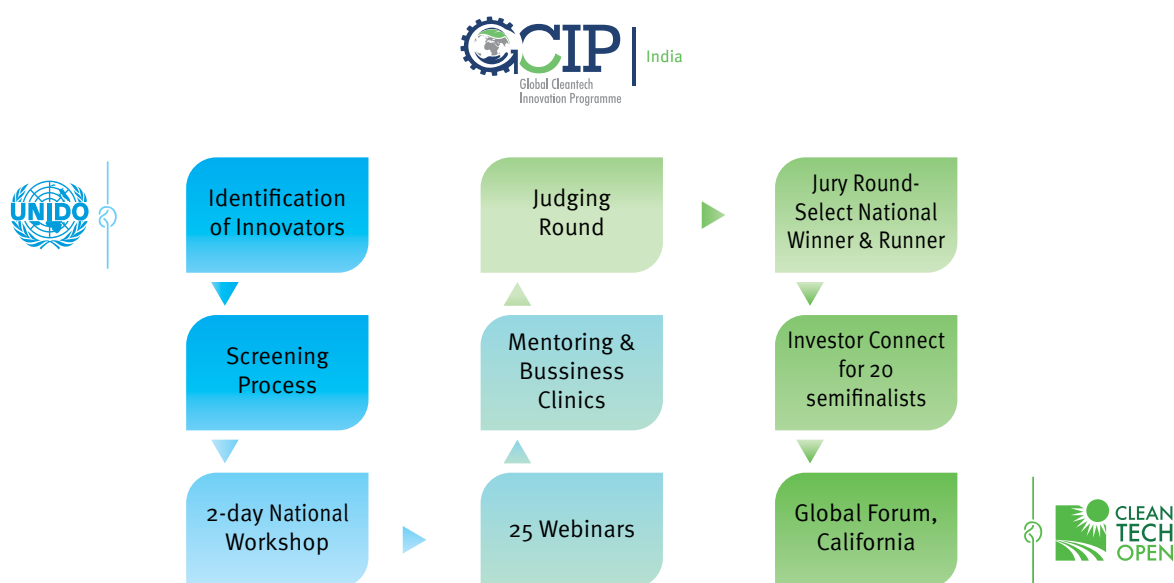 GCIP
India
Global Cleantech
Innovation Programme
UNIDO
Identification
of Innovators
Screening
Process
2-day National
Workshop
25 Webinars
Mentoring &
Bussiness
Clinics
Judging
Round
Jury Round-
Select National
Winner & Runner
Investor Connect
for 20
semifinalists
Global Forum,
California
CLEAN
TECH
OPEN